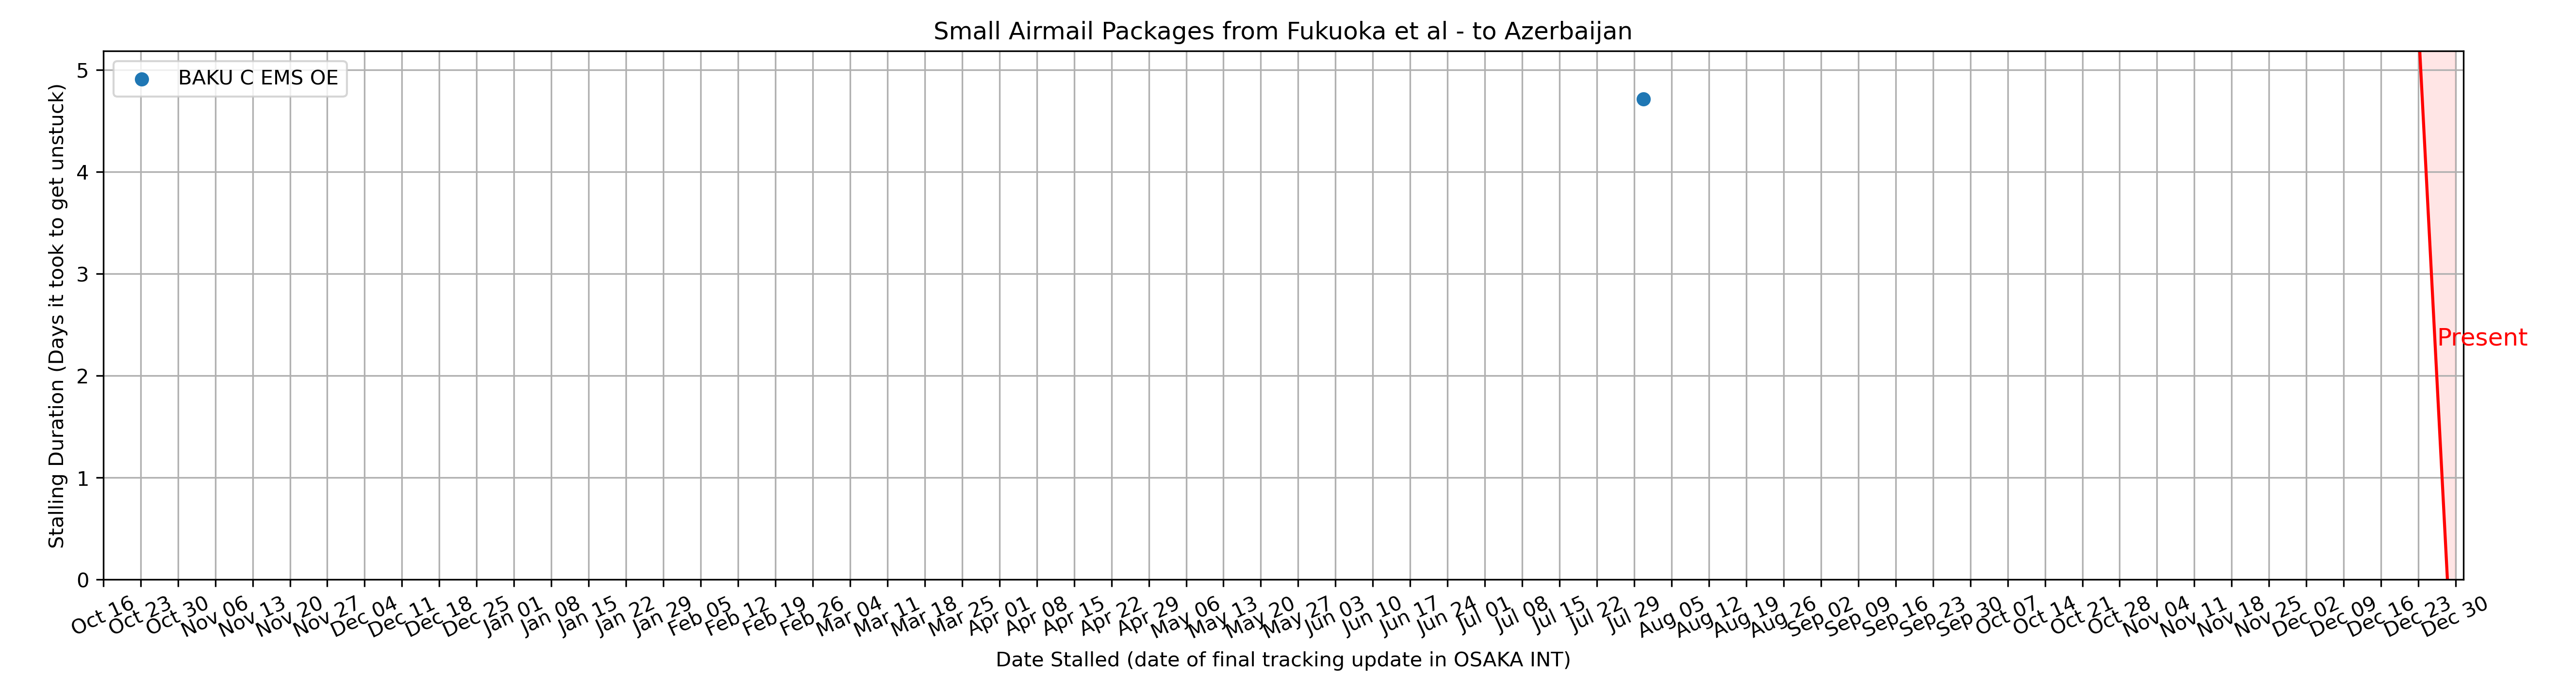 Small Airmail Packages from Fukuoka et al - to Azerbaijan
BAKU C EMS OE
Stalling Duration (Days it took to get unstuck)
5
4
3
2
1
0
Present
Oct 16
Oct 23
Oct 30
Nov 06
Nov 13
Nov 20
Nov 27
Dec 04
Dec 11
Dec 18
Dec 25
Jan 01
Jan 08
Jan 15
Jan 22
Jan 29
Feb 05
Feb 12
Feb 19
Feb 26
Mar 04
Mar 11
Mar 18
Mar 25
Apr 01
Apr 08
Apr 15
Apr 22
Apr 29
May 06
May 13
May 20
May 27
Jun 03
Jun 10
Jun 17
Jun 24
Jul 01
Jul 08
Jul 15
Jul 22
Jul 29
Aug 05
Aug 12
Aug 19
Aug 26
Sep 02
Sep 09
Sep 16
Sep 23
Sep 30
Oct 07
Oct 14
Oct 21
Oct 28
Nov 04
Nov 11
Nov 18
Nov 25
Dec 02
Dec 09
Dec 16
Dec 23
Dec 30
Date Stalled (date of final tracking update in OSAKA INT)